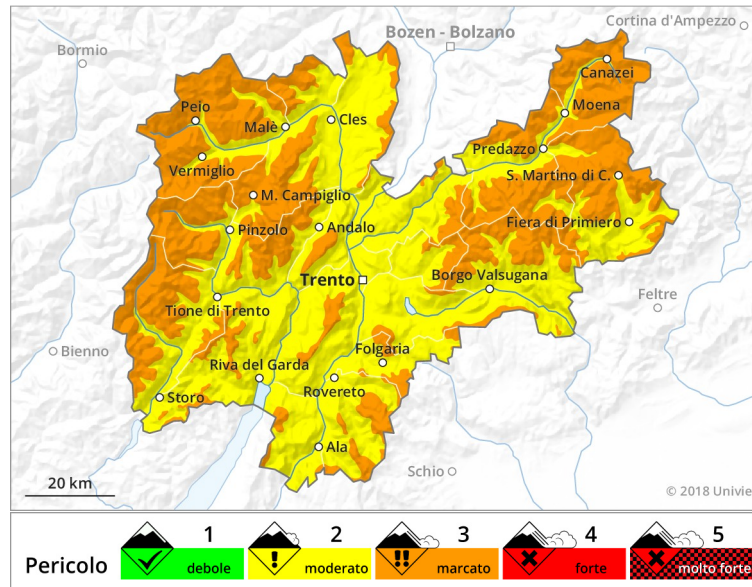 Cortina d'Ampezzo
Bozen - Bolzano
Bormio
Canazei
Peio
Moena
Malè
Cles
Predazzo
Vermiglio
S. Martino di C.
M. Campiglio
Fiera di Primiero
Pinzolo
Andalo
Trento
Borgo Valsugana
Feltre
Tione di Trento
Bienno
Folgaria
Riva del Garda
Rovereto
Storo
Ala
Schio
20 km
© 2018 Univie
1 2 3 4 5
Pericolo debole moderato marcato forte molto forte